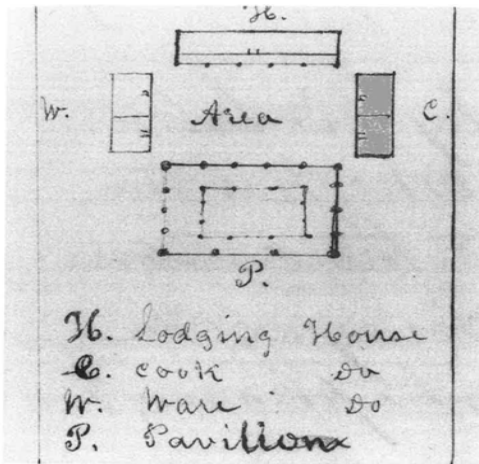 H.
W. Area C.
P.
H. Lodging House
C. cook Do
W. Ware Do
P. Pavilion